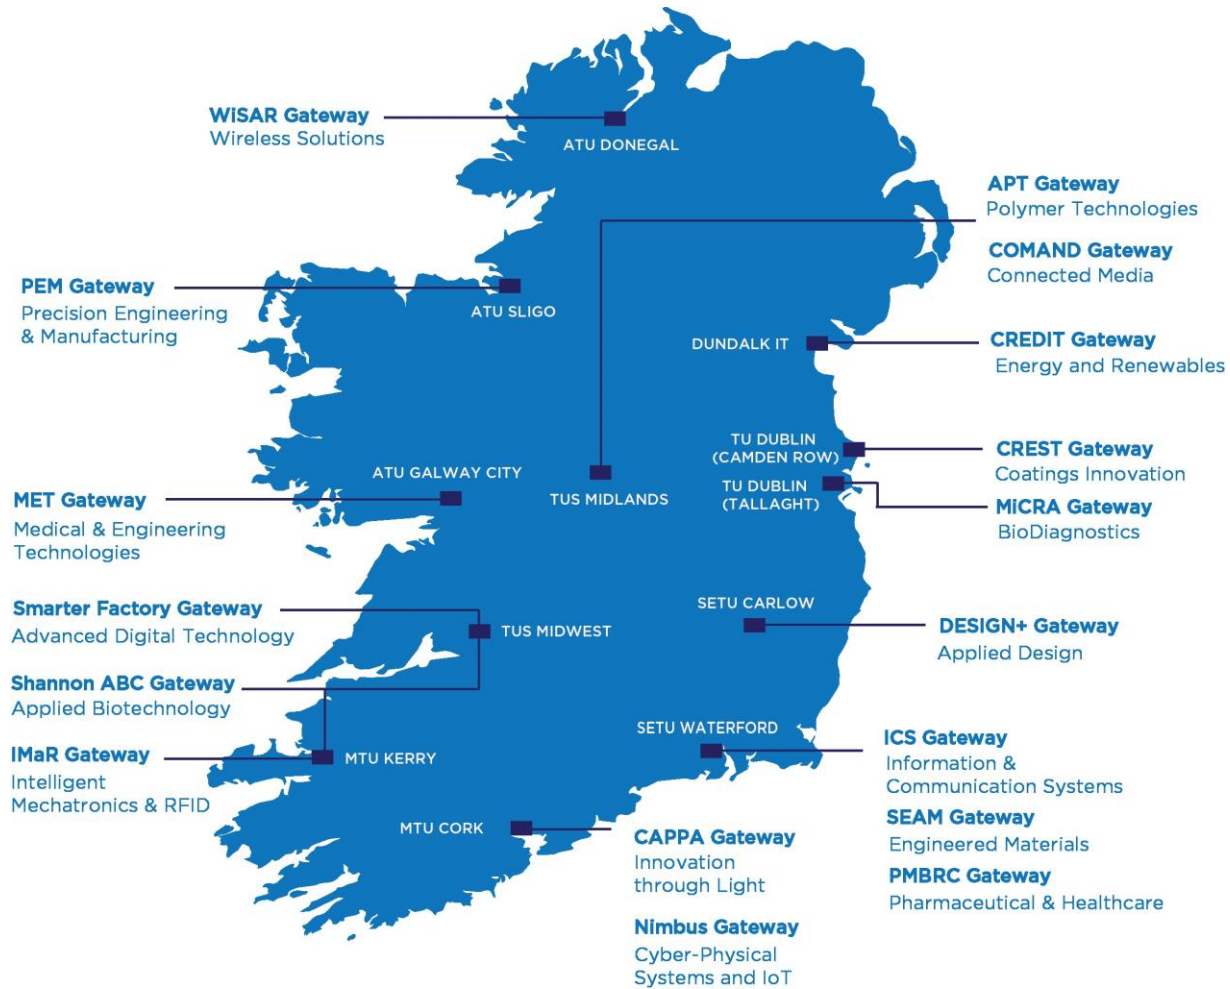 WiSAR Gateway
Wireless Solutions
ATU DONEGAL
APT Gateway
Polymer Technologies
COMAND Gateway
Connected Media
PEM Gateway
Precision Engineering
& Manufacturing
ATU SLIGO
DUNDALK IT
CREDIT Gateway
Energy and Renewables
TU DUBLIN
(CAMDEN ROW)
CREST Gateway
Coatings Innovation
ATU GALWAY CITY
TUS MIDLANDS
TU DUBLIN
(TALLAGHT)
MiCRA Gateway
BioDiagnostics
MET Gateway
Medical & Engineering
Technologies
Smarter Factory Gateway
Advanced Digital Technology
TUS MIDWEST
SETU CARLOW
DESIGN+ Gateway
Applied Design
Shannon ABC Gateway
Applied Biotechnology
IMaR Gateway
Intelligent
Mechatronics & RFID
MTU KERRY
SETU WATERFORD
ICS Gateway
Information &
Communication Systems
SEAM Gateway
Engineered Materials
PMBRC Gateway
Pharmaceutical & Healthcare
MTU CORK
CAPPA Gateway
Innovation
through Light
Nimbus Gateway
Cyber-Physical
Systems and IoT